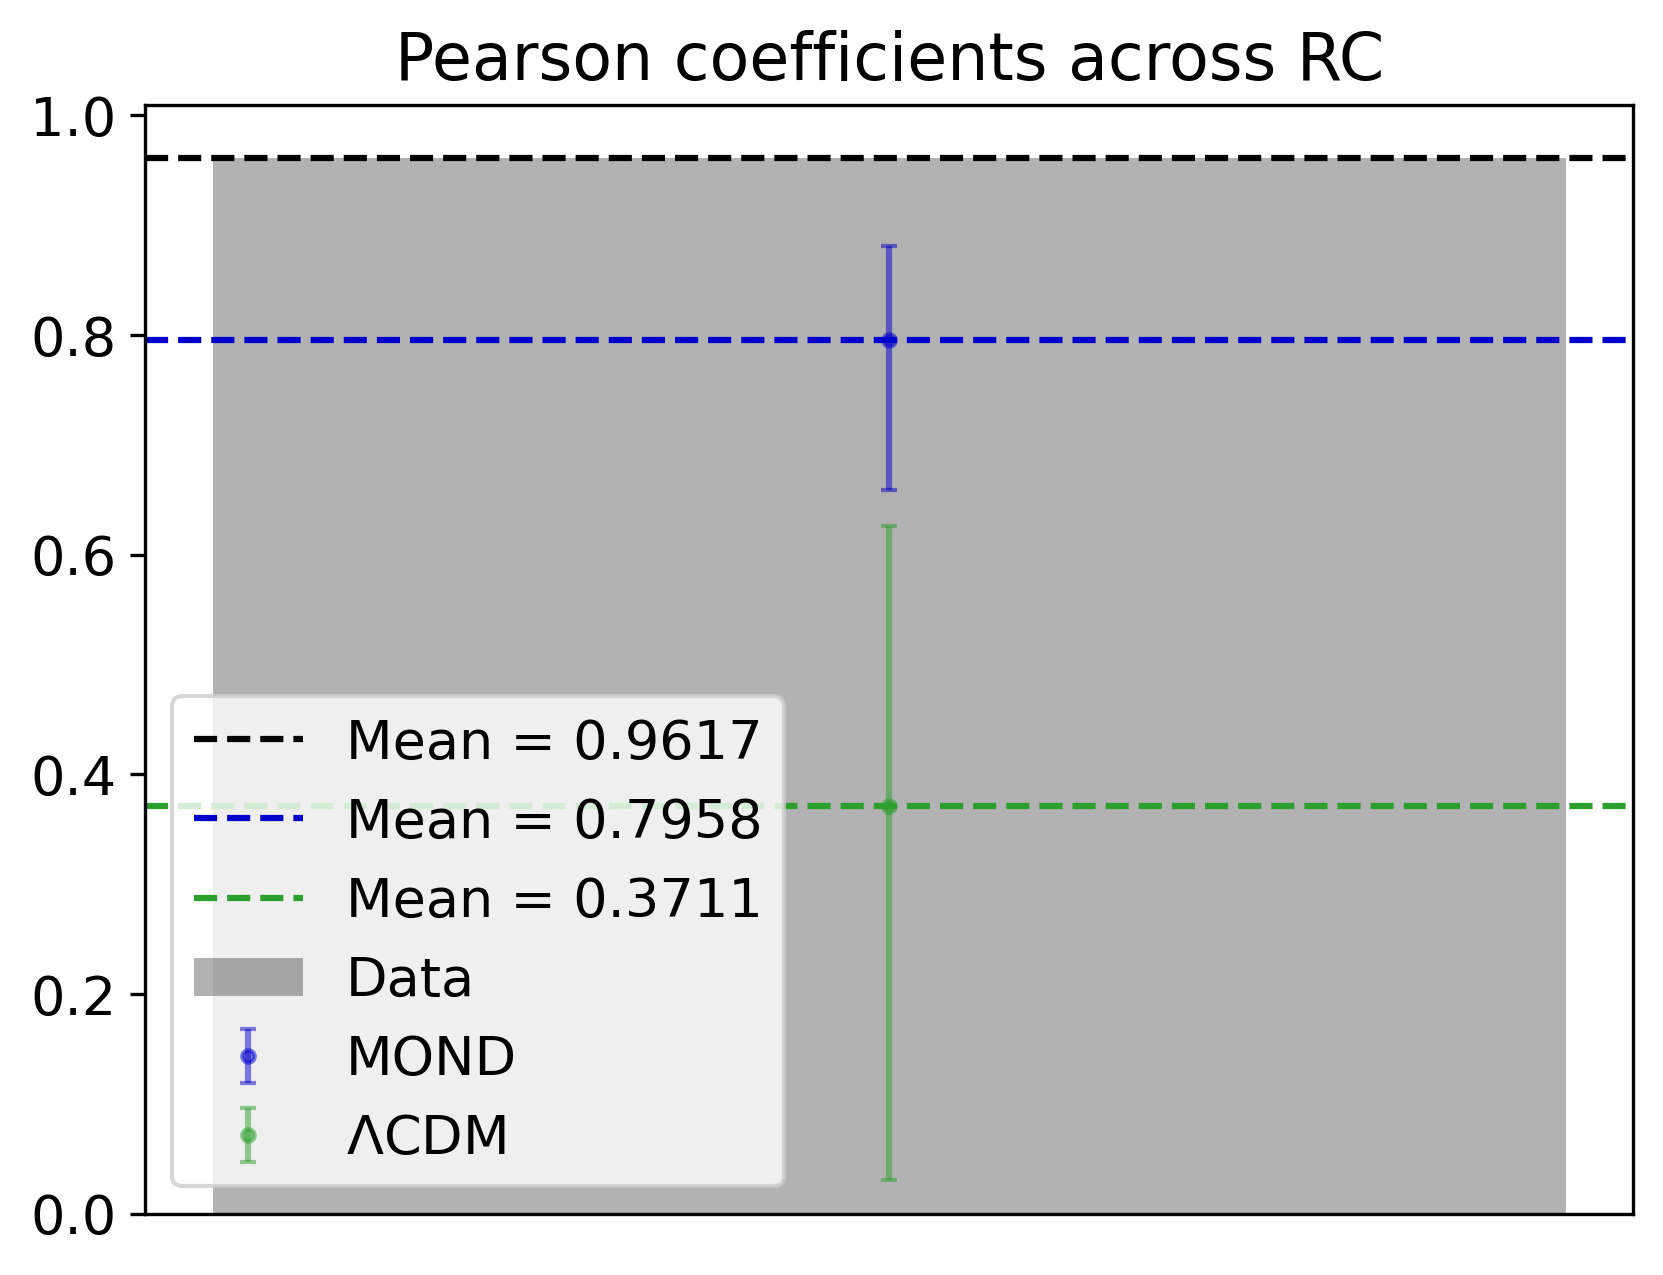 Pearson coefficients across RC
1.0
0.8
0.6
0.4
0.2
0.0
Mean = 0.9617
Mean = 0.7958
Mean = 0.3711
Data
MOND
ΛCDM